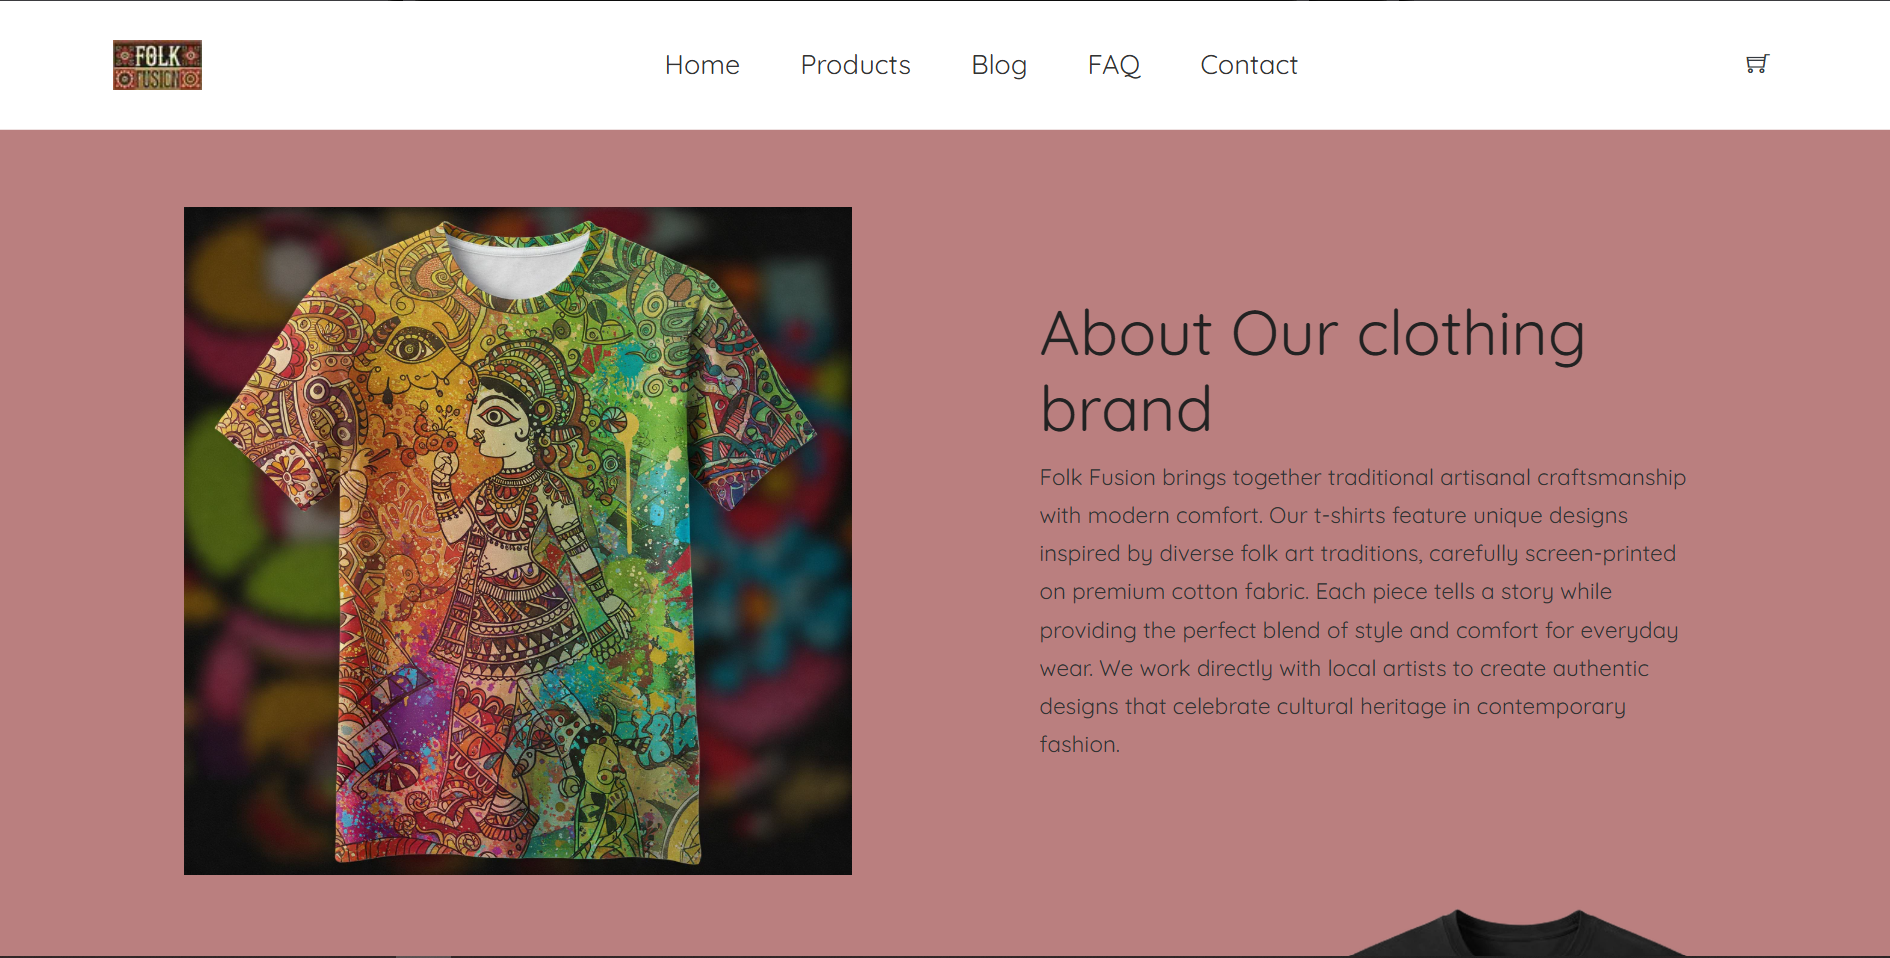 FOLK
FUSION
Home
Products
Blog
FAQ
Contact
About Our clothing
brand
Folk Fusion brings together traditional artisanal craftsmanship
with modern comfort. Our t-shirts feature unique designs
inspired by diverse folk art traditions, carefully screen-printed
on premium cotton fabric. Each piece tells a story while
providing the perfect blend of style and comfort for everyday
wear. We work directly with local artists to create authentic
designs that celebrate cultural heritage in contemporary
fashion.